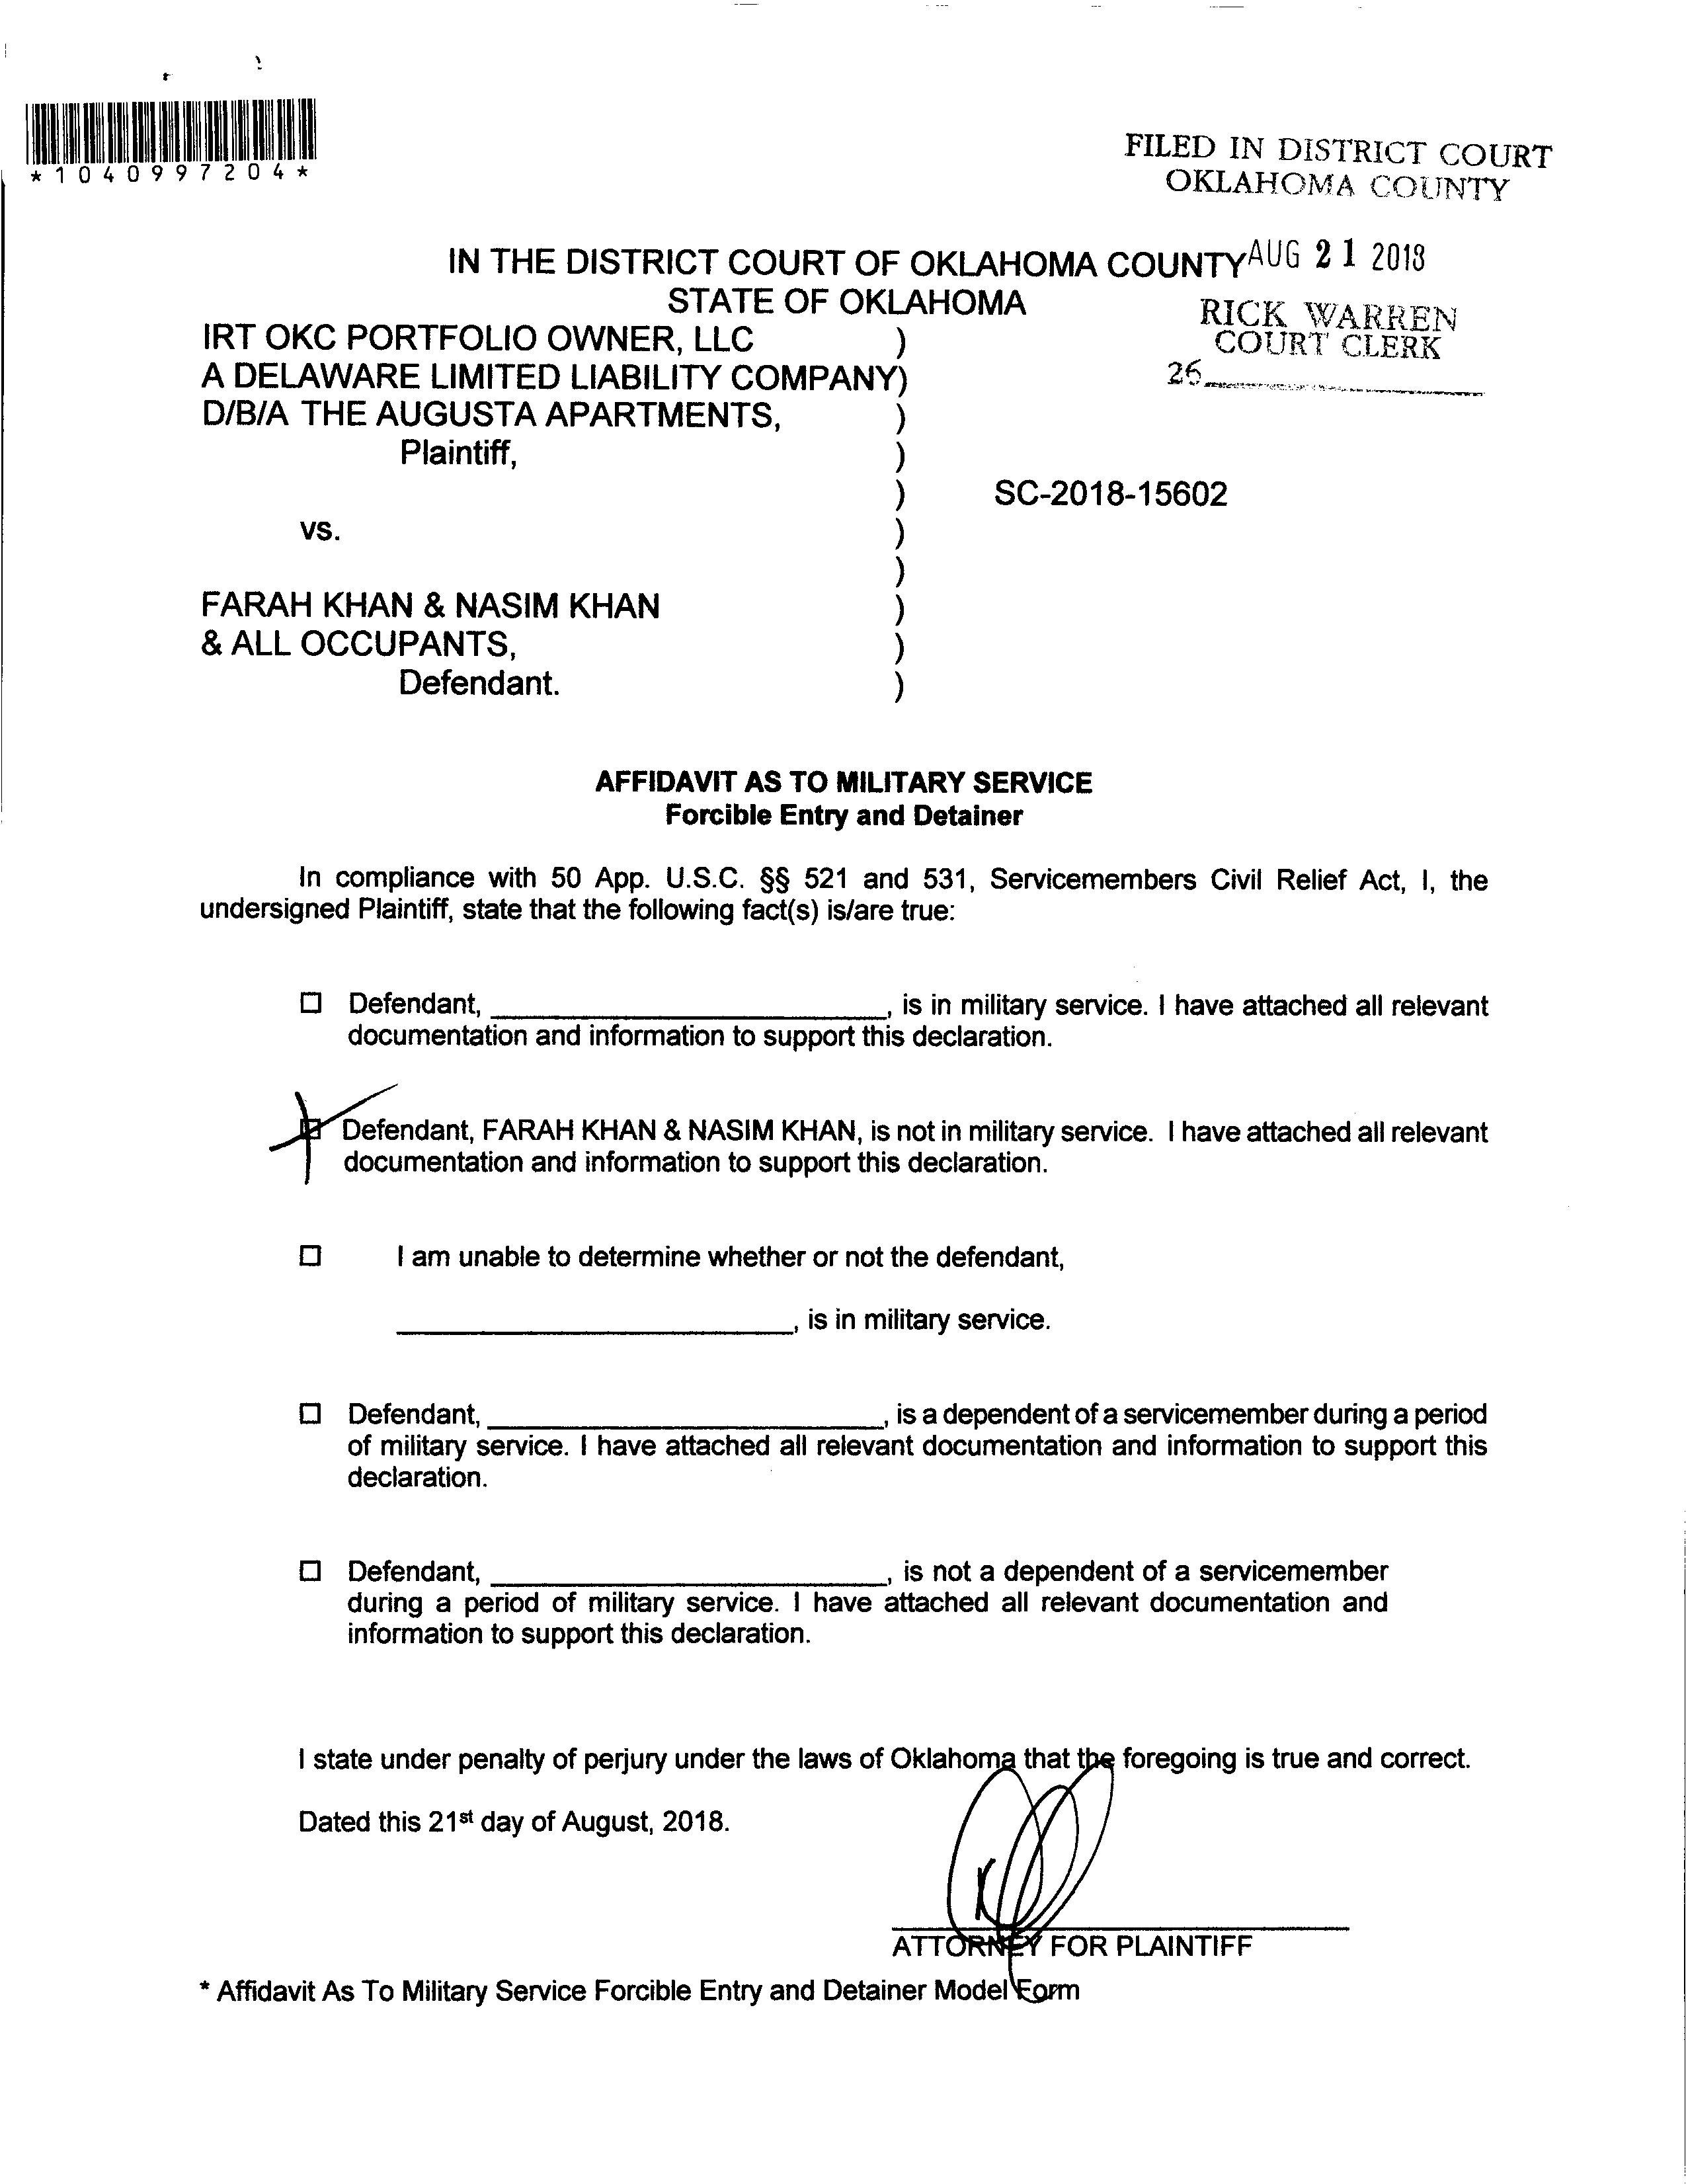 *1040997204*
FILED IN DISTRICT COURT
OKLAHOMA COUNTY
IN THE DISTRICT COURT OF OKLAHOMA COUNTY AUG 21 2018
STATE OF OKLAHOMA
RICK WARREN
COURT CLERK
26
IRT OKC PORTFOLIO OWNER, LLC )
A DELAWARE LIMITED LIABILITY COMPANY)
D/B/A THE AUGUSTA APARTMENTS, )
Plaintiff, )
) SC-2018-15602
vs. )
)
FARAH KHAN & NASIM KHAN )
& ALL OCCUPANTS, )
Defendant. )
AFFIDAVIT AS TO MILITARY SERVICE
Forcible Entry and Detainer
In compliance with 50 App. U.S.C. §§ 521 and 531, Servicemembers Civil Relief Act, I, the
undersigned Plaintiff, state that the following fact(s) is/are true:
☐ Defendant, ____________________, is in military service. I have attached all relevant
documentation and information to support this declaration.
☒ Defendant, FARAH KHAN & NASIM KHAN, is not in military service. I have attached all relevant
documentation and information to support this declaration.
☐ I am unable to determine whether or not the defendant,
____________________, is in military service.
☐ Defendant, ____________________, is a dependent of a servicemember during a period
of military service. I have attached all relevant documentation and information to support this
declaration.
☐ Defendant, ____________________, is not a dependent of a servicemember
during a period of military service. I have attached all relevant documentation and
information to support this declaration.
I state under penalty of perjury under the laws of Oklahoma that the foregoing is true and correct.
Dated this 21st day of August, 2018.
ATTORNEY FOR PLAINTIFF
* Affidavit As To Military Service Forcible Entry and Detainer Model Form